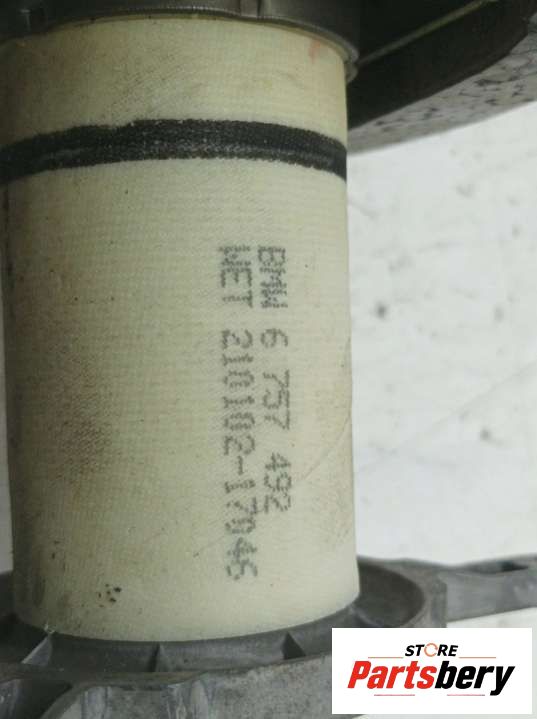 BMW 6 757 492
WET 210102-17046
STORE
Partsbery